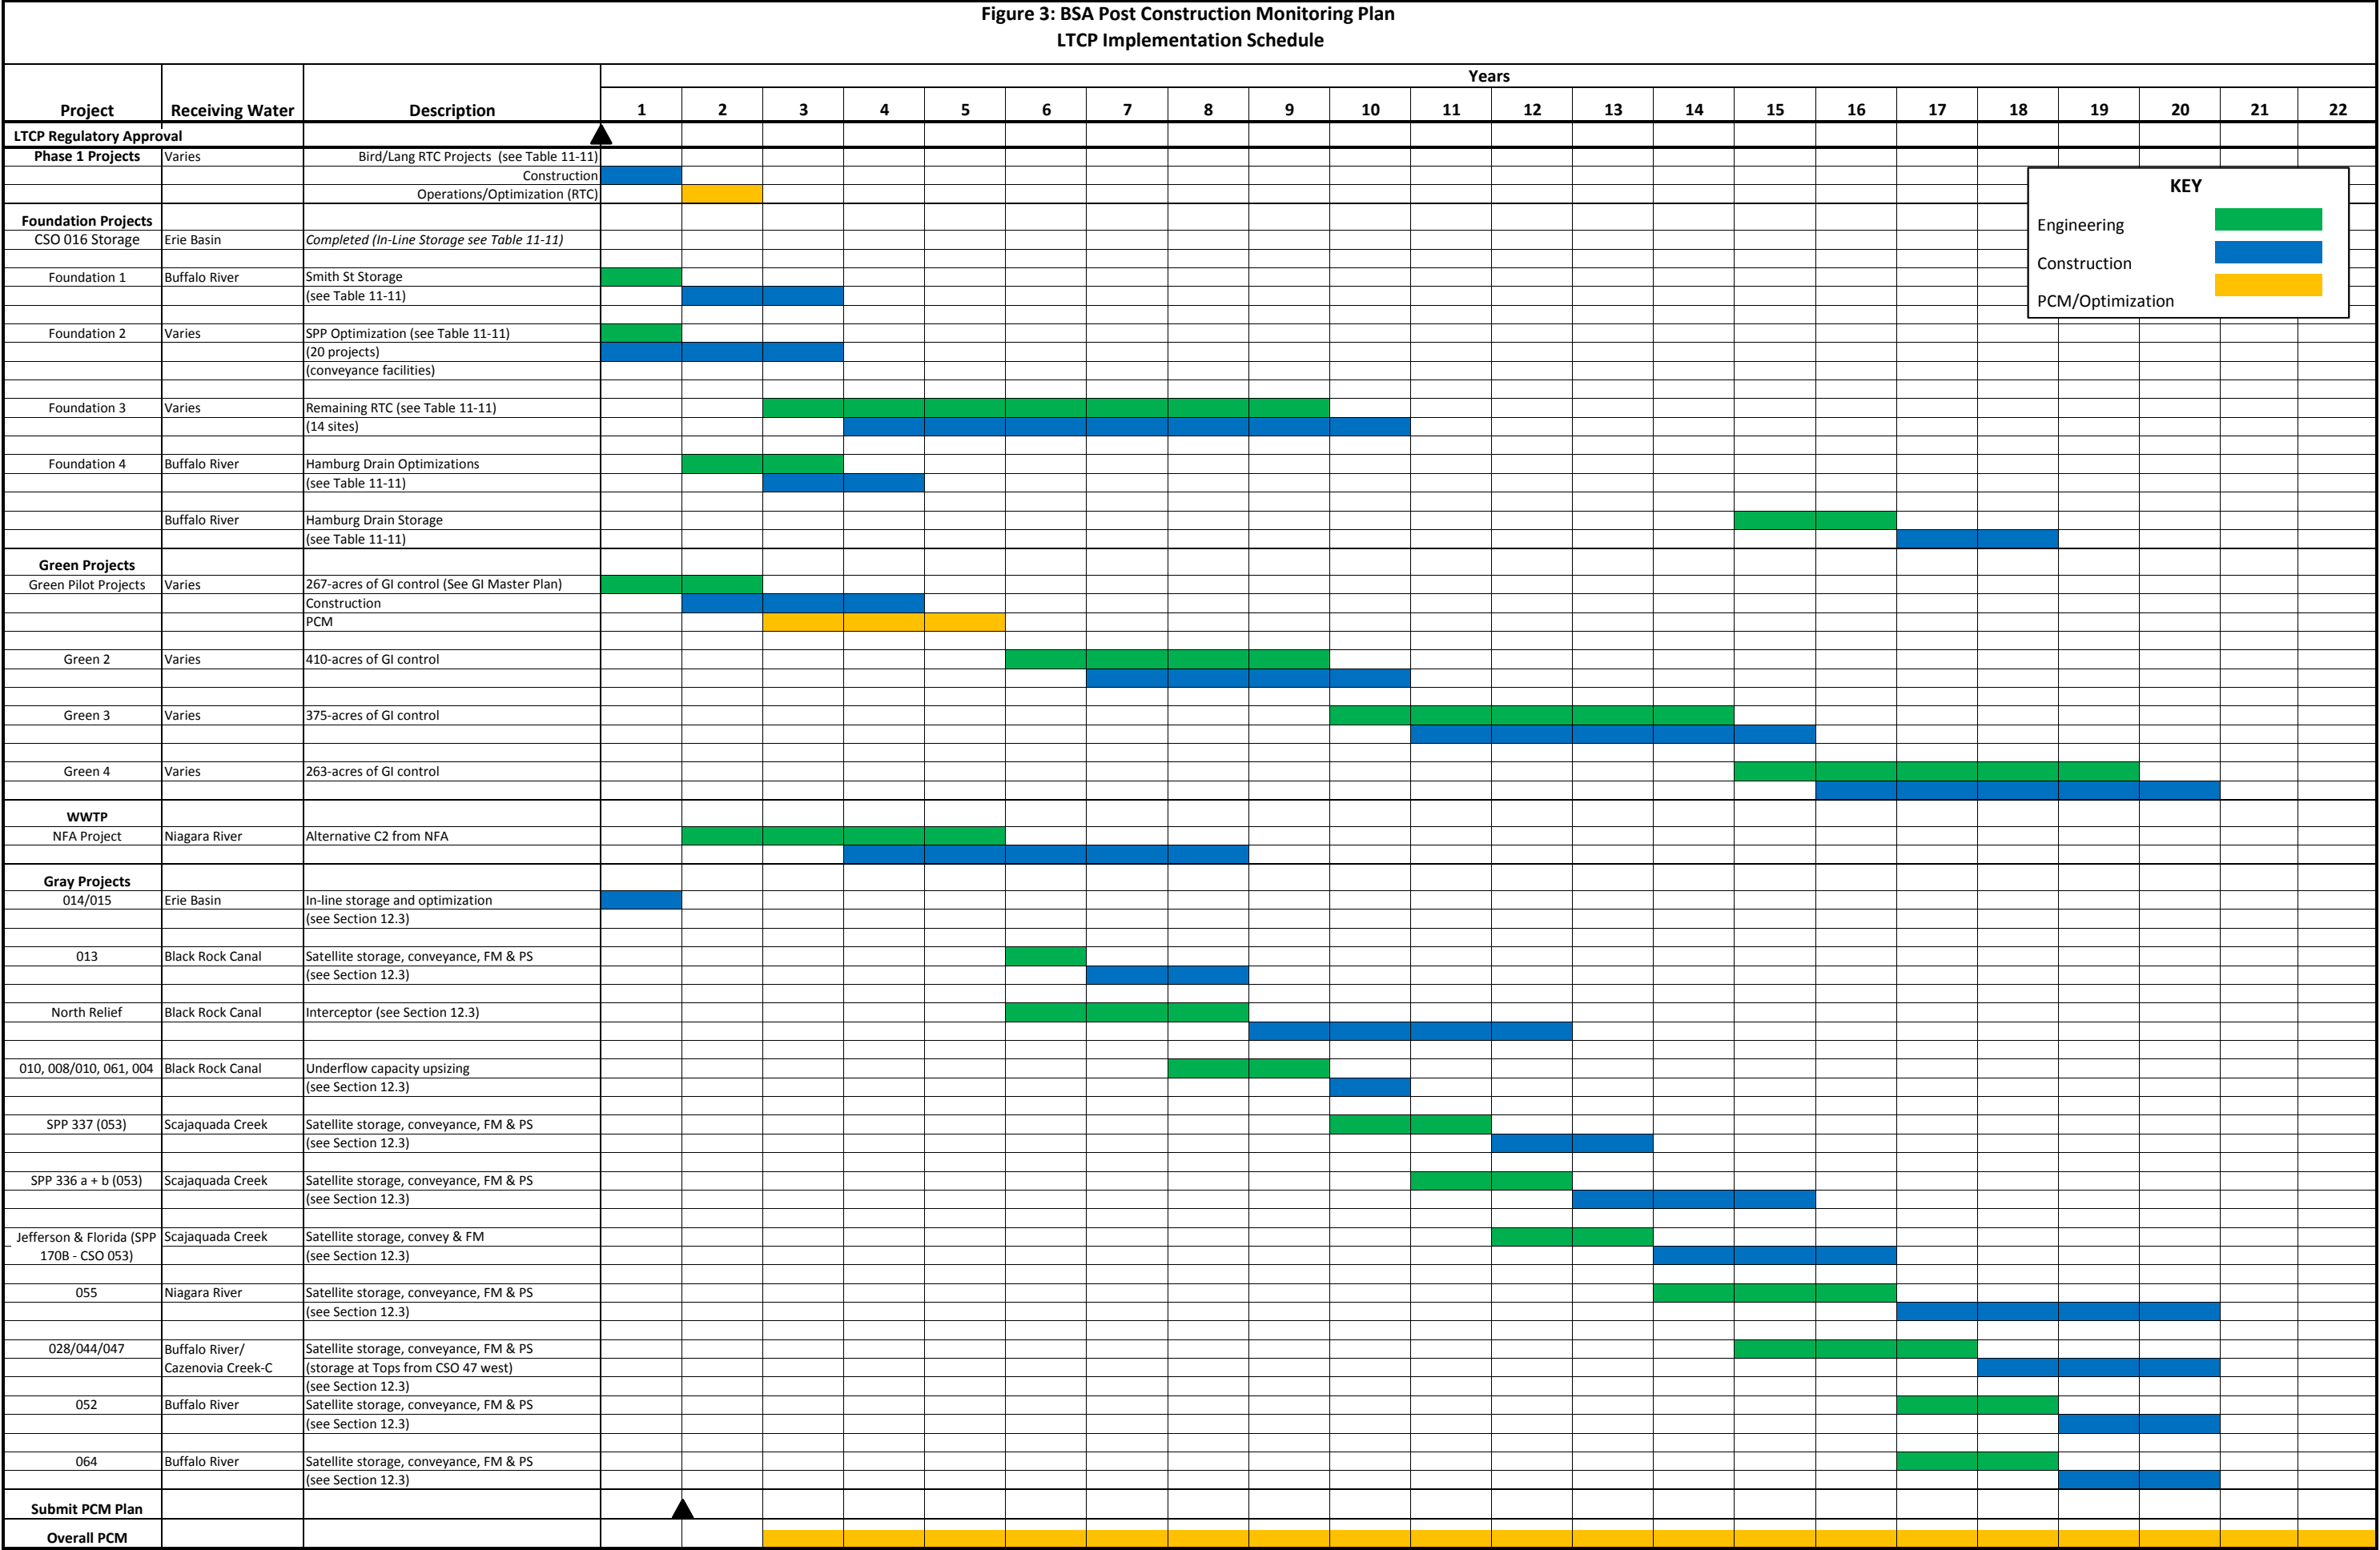 Figure 3: BSA Post Construction Monitoring Plan
LTCP Implementation Schedule
Years
Project Receiving Water Description 1 2 3 4 5 6 7 8 9 10 11 12 13 14 15 16 17 18 19 20 21 22
LTCP Regulatory Approval
Phase 1 Projects Varies Bird/Lang RTC Projects (see Table 11-11)
Construction
Operations/Optimization (RTC)
KEY
Engineering
Construction
PCM/Optimization
Foundation Projects
CSO 016 Storage Erie Basin Completed (In-Line Storage see Table 11-11)
Foundation 1 Buffalo River Smith St Storage
(see Table 11-11)
Foundation 2 Varies SPP Optimization (see Table 11-11)
(20 projects)
(conveyance facilities)
Foundation 3 Varies Remaining RTC (see Table 11-11)
(14 sites)
Foundation 4 Buffalo River Hamburg Drain Optimizations
(see Table 11-11)
Buffalo River Hamburg Drain Storage
(see Table 11-11)
Green Projects
Green Pilot Projects Varies 267-acres of GI control (See GI Master Plan)
Construction
PCM
Green 2 Varies 410-acres of GI control
Green 3 Varies 375-acres of GI control
Green 4 Varies 263-acres of GI control
WWTP
NFA Project Niagara River Alternative C2 from NFA
Gray Projects
014/015 Erie Basin In-line storage and optimization
(see Section 12.3)
013 Black Rock Canal Satellite storage, conveyance, FM & PS
(see Section 12.3)
North Relief Black Rock Canal Interceptor (see Section 12.3)
010, 008/010, 061, 004 Black Rock Canal Underflow capacity upsizing
(see Section 12.3)
SPP 337 (053) Scajaquada Creek Satellite storage, conveyance, FM & PS
(see Section 12.3)
SPP 336 a + b (053) Scajaquada Creek Satellite storage, conveyance, FM & PS
(see Section 12.3)
Jefferson & Florida (SPP Scajaquada Creek Satellite storage, convey & FM
170B - CSO 053) (see Section 12.3)
055 Niagara River Satellite storage, conveyance, FM & PS
(see Section 12.3)
028/044/047 Buffalo River/ Satellite storage, conveyance, FM & PS
Cazenovia Creek-C (storage at Tops from CSO 47 west)
(see Section 12.3)
052 Buffalo River Satellite storage, conveyance, FM & PS
(see Section 12.3)
064 Buffalo River Satellite storage, conveyance, FM & PS
(see Section 12.3)
Submit PCM Plan
Overall PCM